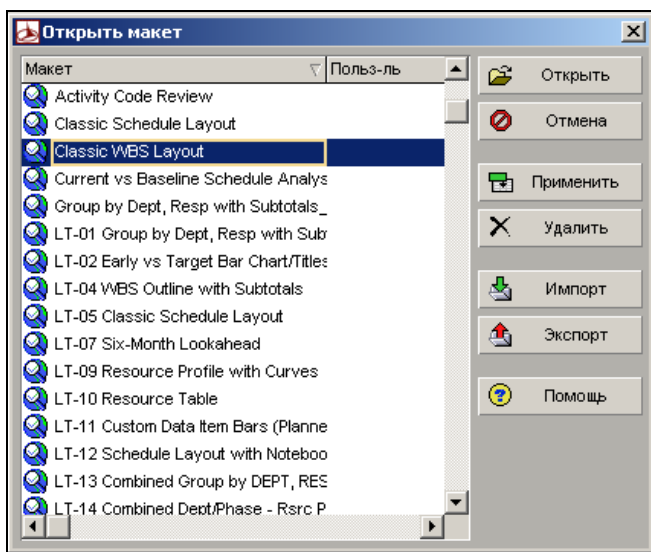 Открыть макет
Макет Польз-ль
Activity Code Review
Classic Schedule Layout
Classic WBS Layout
Current vs Baseline Schedule Analys
Group by Dept, Resp with Subtotals_
LT-01 Group by Dept, Resp with Sub
LT-02 Early vs Target Bar Chart/Titles
LT-04 WBS Outline with Subtotals
LT-05 Classic Schedule Layout
LT-07 Six-Month Lookahead
LT-09 Resource Profile with Curves
LT-10 Resource Table
LT-11 Custom Data Item Bars (Planne
LT-12 Schedule Layout with Noteboo
LT-13 Combined Group by DEPT, RES
LT-14 Combined Dept/Phase - Rsrc P
Открыть
Отмена
Применить
Удалить
Импорт
Экспорт
Помощь